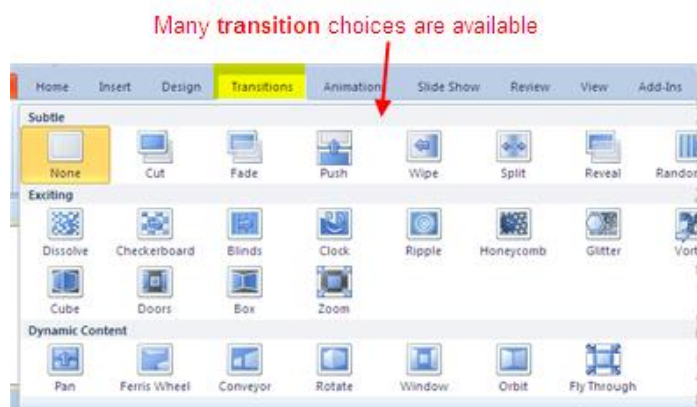 Many transition choices are available
Home Insert Design Transitions Animation Slide Show Review View Add-Ins
Subtle
None Cut Fade Push Wipe Split Reveal Random
Exciting
Dissolve Checkerboard Blinds Clock Ripple Honeycomb Glitter Vort
Cube Doors Box Zoom
Dynamic Content
Pan Ferris Wheel Conveyor Rotate Window Orbit Fly Through